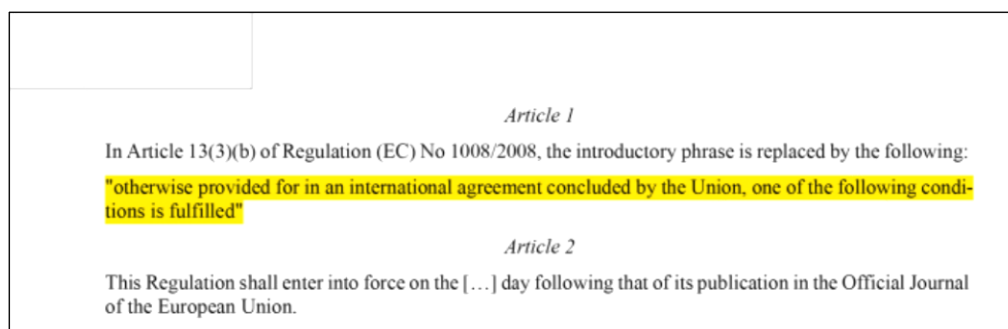 Article 1
In Article 13(3)(b) of Regulation (EC) No 1008/2008, the introductory phrase is replaced by the following:
"otherwise provided for in an international agreement concluded by the Union, one of the following condi-
tions is fulfilled"
Article 2
This Regulation shall enter into force on the […] day following that of its publication in the Official Journal
of the European Union.